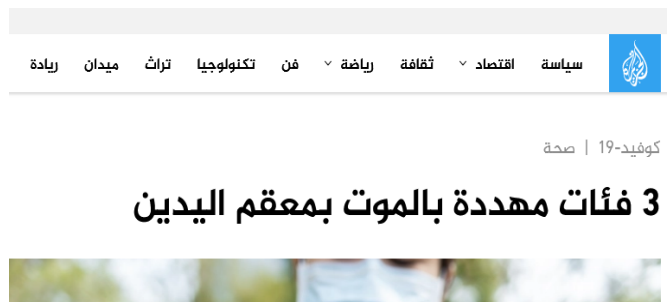 سياسة اقتصاد ثقافة رياضة فن تكنولوجيا تراث ميدان ريادة
كوفيد-19 | صحة
3 فئات مهددة بالموت بمعقم اليدين